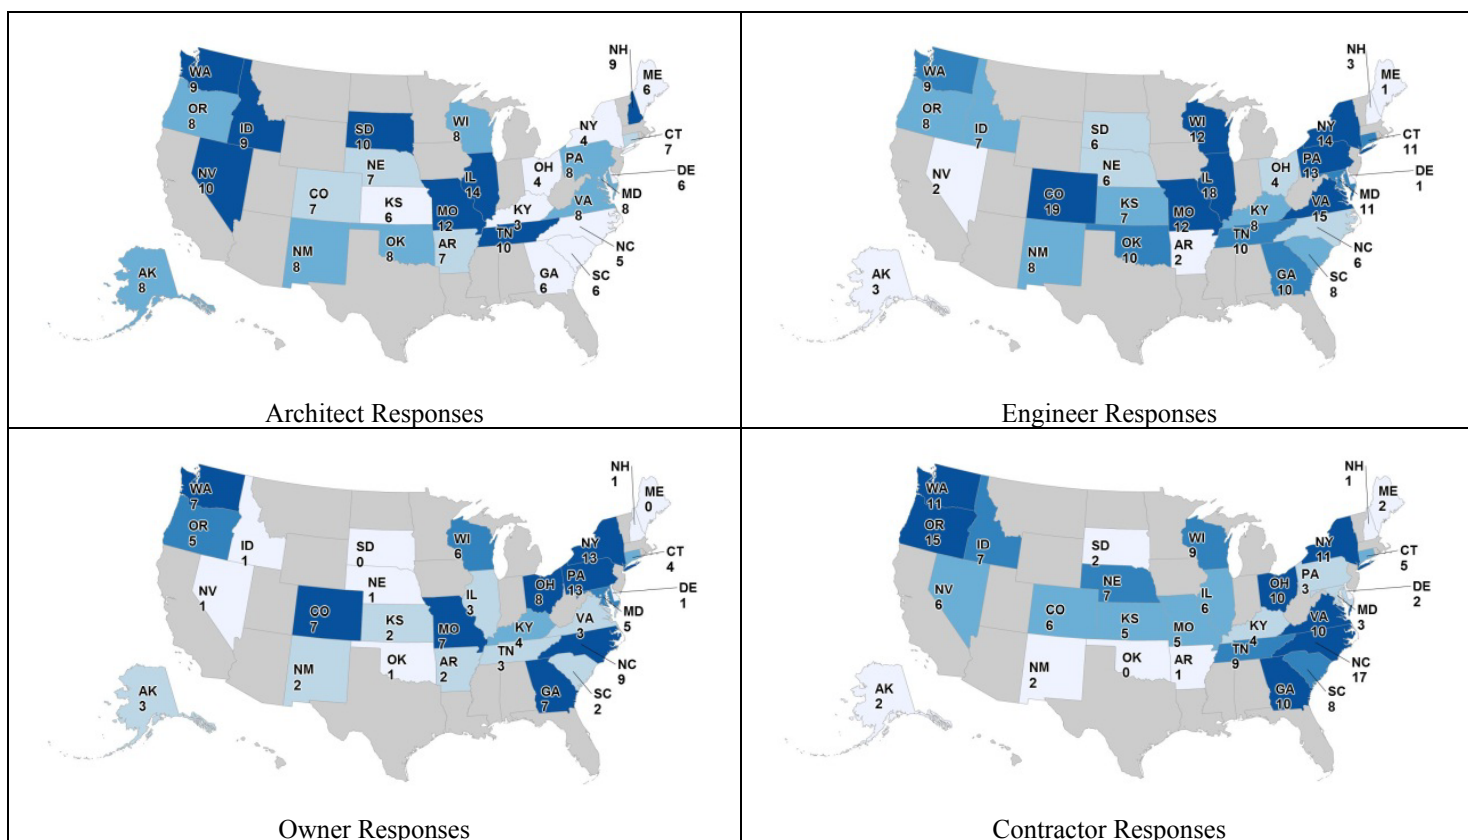 NH
9
ME
6
WA
9
OR
8
ID
9
SD
10
WI
8
NY
4
CT
7
NE
7
PA
8
OH
4
DE
6
NV
10
CO
7
IL
14
MD
8
KS
6
MO
12
KY
3
VA
8
TN
10
NM
8
OK
8
AR
7
NC
5
SC
6
GA
6
AK
8
Architect Responses
NH
3
ME
1
WA
9
OR
8
ID
7
SD
6
WI
12
NY
14
CT
11
NE
6
PA
13
OH
4
DE
1
NV
2
CO
19
IL
18
MD
11
KS
7
MO
12
KY
8
VA
15
TN
10
NM
8
OK
10
AR
2
NC
6
SC
8
GA
10
AK
3
Engineer Responses
NH
1
ME
0
WA
7
OR
5
ID
1
SD
0
WI
6
NY
13
CT
4
NE
1
PA
13
OH
8
DE
1
NV
1
CO
7
IL
3
MD
5
KS
2
MO
7
KY
4
VA
3
TN
3
NM
2
OK
1
AR
2
NC
9
SC
2
GA
7
AK
3
Owner Responses
NH
1
ME
2
WA
11
OR
15
ID
7
SD
2
WI
9
NY
11
CT
5
NE
7
PA
3
OH
10
DE
2
NV
6
CO
6
IL
6
MD
3
KS
5
MO
5
KY
4
VA
10
TN
9
NM
2
OK
0
AR
1
NC
17
SC
8
GA
10
AK
2
Contractor Responses